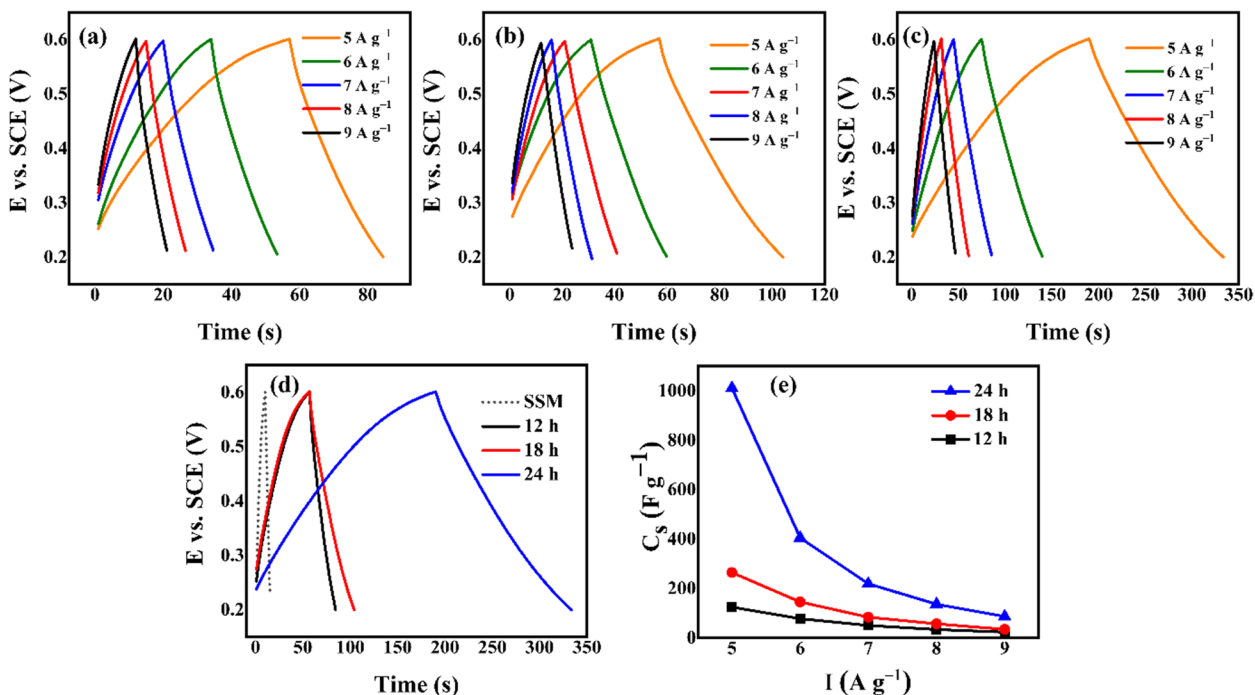 (a)
5 A g⁻¹
6 A g⁻¹
7 A g⁻¹
8 A g⁻¹
9 A g⁻¹
E vs. SCE (V)
0.6
0.5
0.4
0.3
0.2
0 20 40 60 80
Time (s)
(b)
5 A g⁻¹
6 A g⁻¹
7 A g⁻¹
8 A g⁻¹
9 A g⁻¹
E vs. SCE (V)
0.6
0.5
0.4
0.3
0.2
0 20 40 60 80 100 120
Time (s)
(c)
5 A g⁻¹
6 A g⁻¹
7 A g⁻¹
8 A g⁻¹
9 A g⁻¹
E vs. SCE (V)
0.6
0.5
0.4
0.3
0.2
0 50 100 150 200 250 300 350
Time (s)
(d)
SSM
12 h
18 h
24 h
E vs. SCE (V)
0.6
0.5
0.4
0.3
0.2
0 50 100 150 200 250 300 350
Time (s)
(e)
24 h
18 h
12 h
Cₛ (F g⁻¹)
1000
800
600
400
200
0
5 6 7 8 9
I (A g⁻¹)